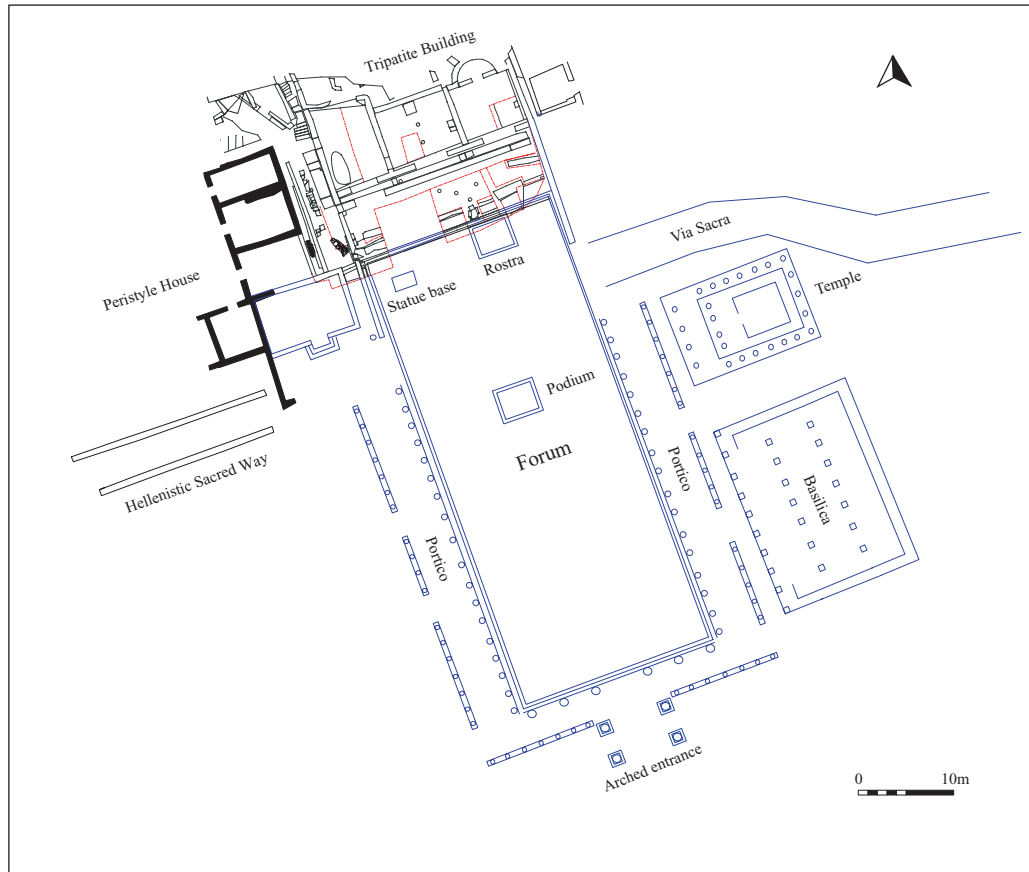 Tripatite Building
Via Sacra
Peristyle House
Rostra
Statue base
Temple
Podium
Forum
Portico
Hellenistic Sacred Way
Basilica
Portico
Arched entrance
0 10m